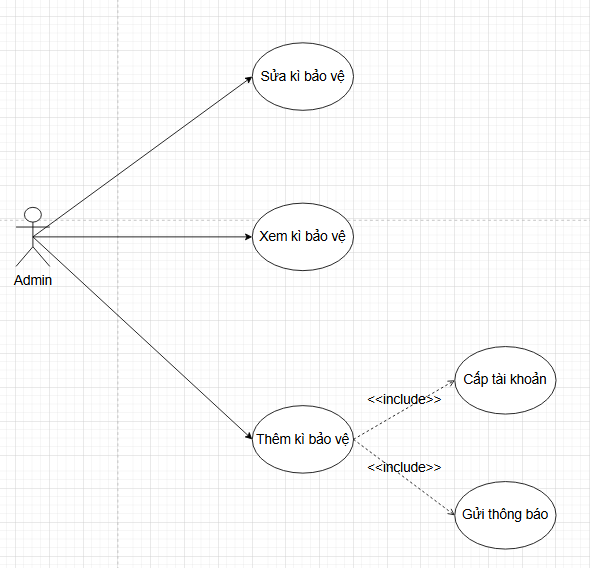 Sửa kì bảo vệ
Xem kì bảo vệ
Admin
Cấp tài khoản
<<include>>
Thêm kì bảo vệ
<<include>>
Gửi thông báo